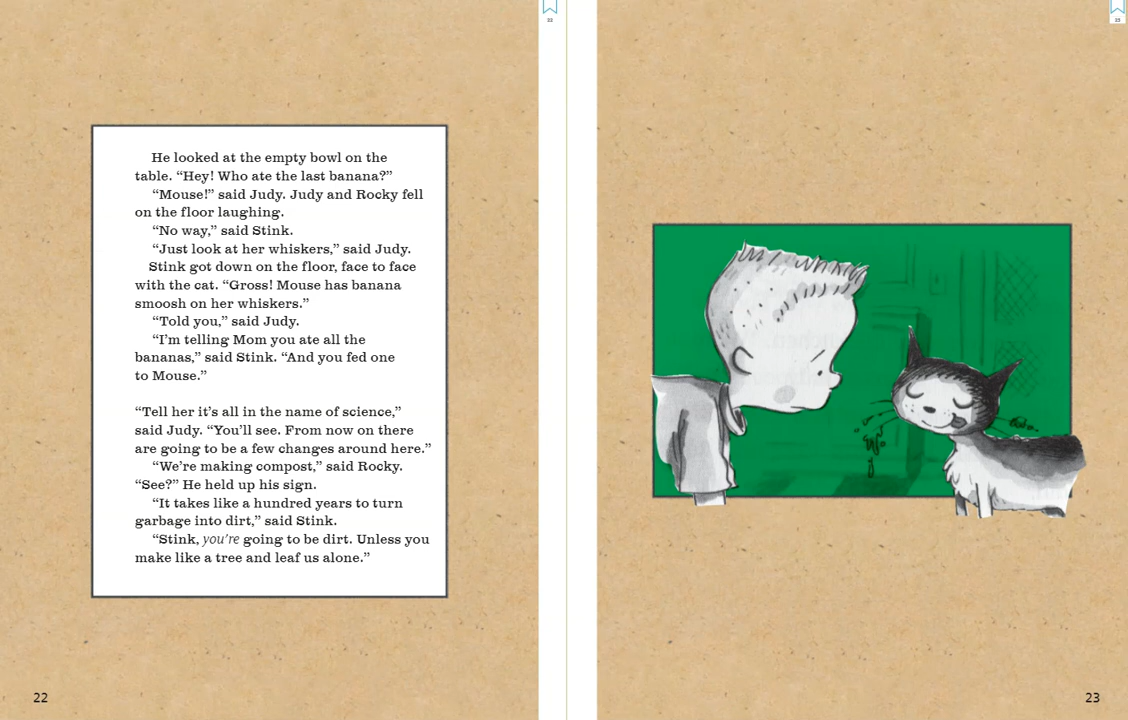 He looked at the empty bowl on the
table. “Hey! Who ate the last banana?”
“Mouse!” said Judy. Judy and Rocky fell
on the floor laughing.
“No way,” said Stink.
“Just look at her whiskers,” said Judy.
Stink got down on the floor, face to face
with the cat. “Gross! Mouse has banana
smoosh on her whiskers.”
“Told you,” said Judy.
“I’m telling Mom you ate all the
bananas,” said Stink. “And you fed one
to Mouse.”
“Tell her it’s all in the name of science,”
said Judy. “You’ll see. From now on there
are going to be a few changes around here.”
“We’re making compost,” said Rocky.
“See?” He held up his sign.
“It takes like a hundred years to turn
garbage into dirt,” said Stink.
“Stink, you’re going to be dirt. Unless you
make like a tree and leaf us alone.”
22
23